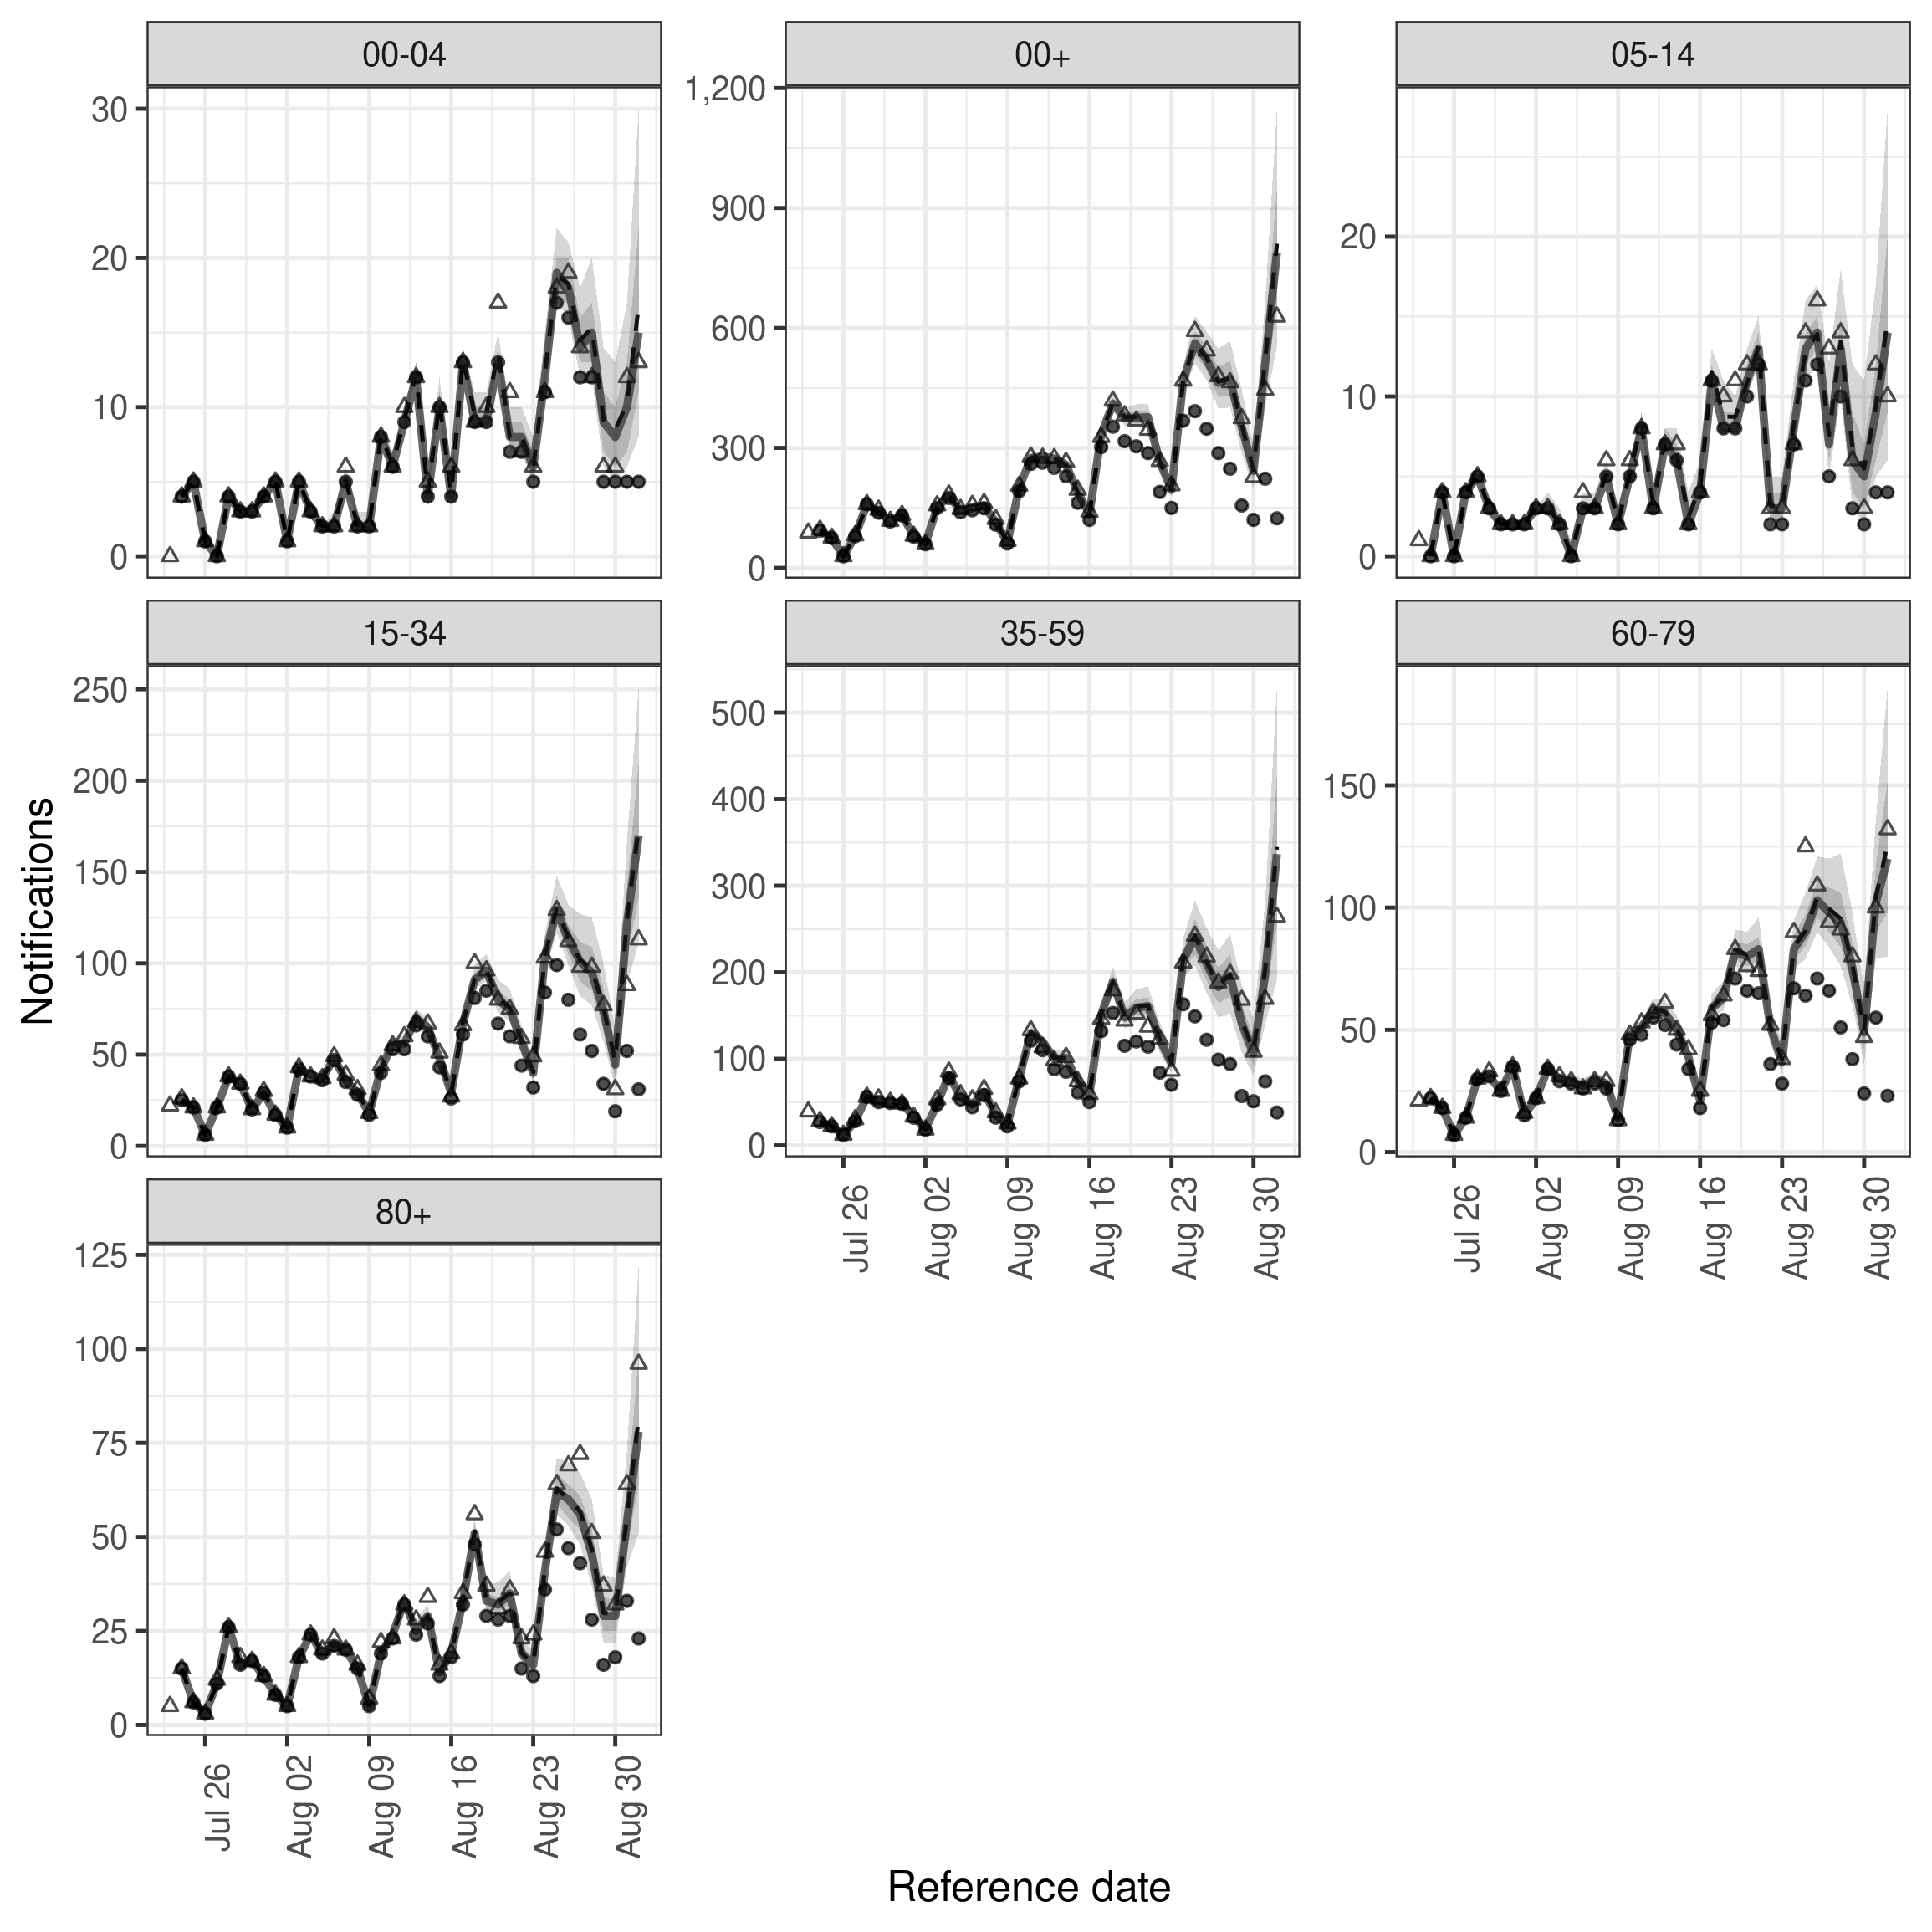 00-04
00+
05-14
30
20
10
0
1,200
900
600
300
0
20
10
0
15-34
35-59
60-79
250
200
150
100
50
0
500
400
300
200
100
0
150
100
50
0
Jul 26
Aug 02
Aug 09
Aug 16
Aug 23
Aug 30
Jul 26
Aug 02
Aug 09
Aug 16
Aug 23
Aug 30
80+
125
100
75
50
25
0
Jul 26
Aug 02
Aug 09
Aug 16
Aug 23
Aug 30
Notifications
Reference date